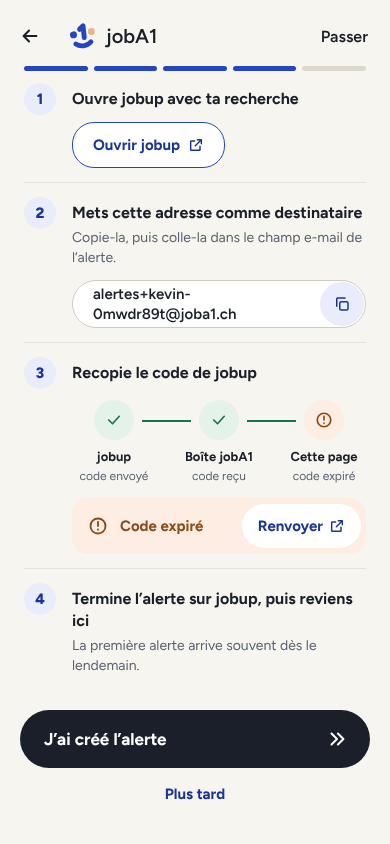 jobA1
Passer
1
Ouvre jobup avec ta recherche
Ouvrir jobup
2
Mets cette adresse comme destinataire
Copie-la, puis colle-la dans le champ e-mail de
l’alerte.
alertes+kevin-
0mwdr89t@joba1.ch
3
Recopie le code de jobup
jobup
Boîte jobA1
Cette page
code envoyé
code reçu
code expiré
Code expiré
Renvoyer
4
Termine l’alerte sur jobup, puis reviens
ici
La première alerte arrive souvent dès le
lendemain.
J’ai créé l’alerte
Plus tard